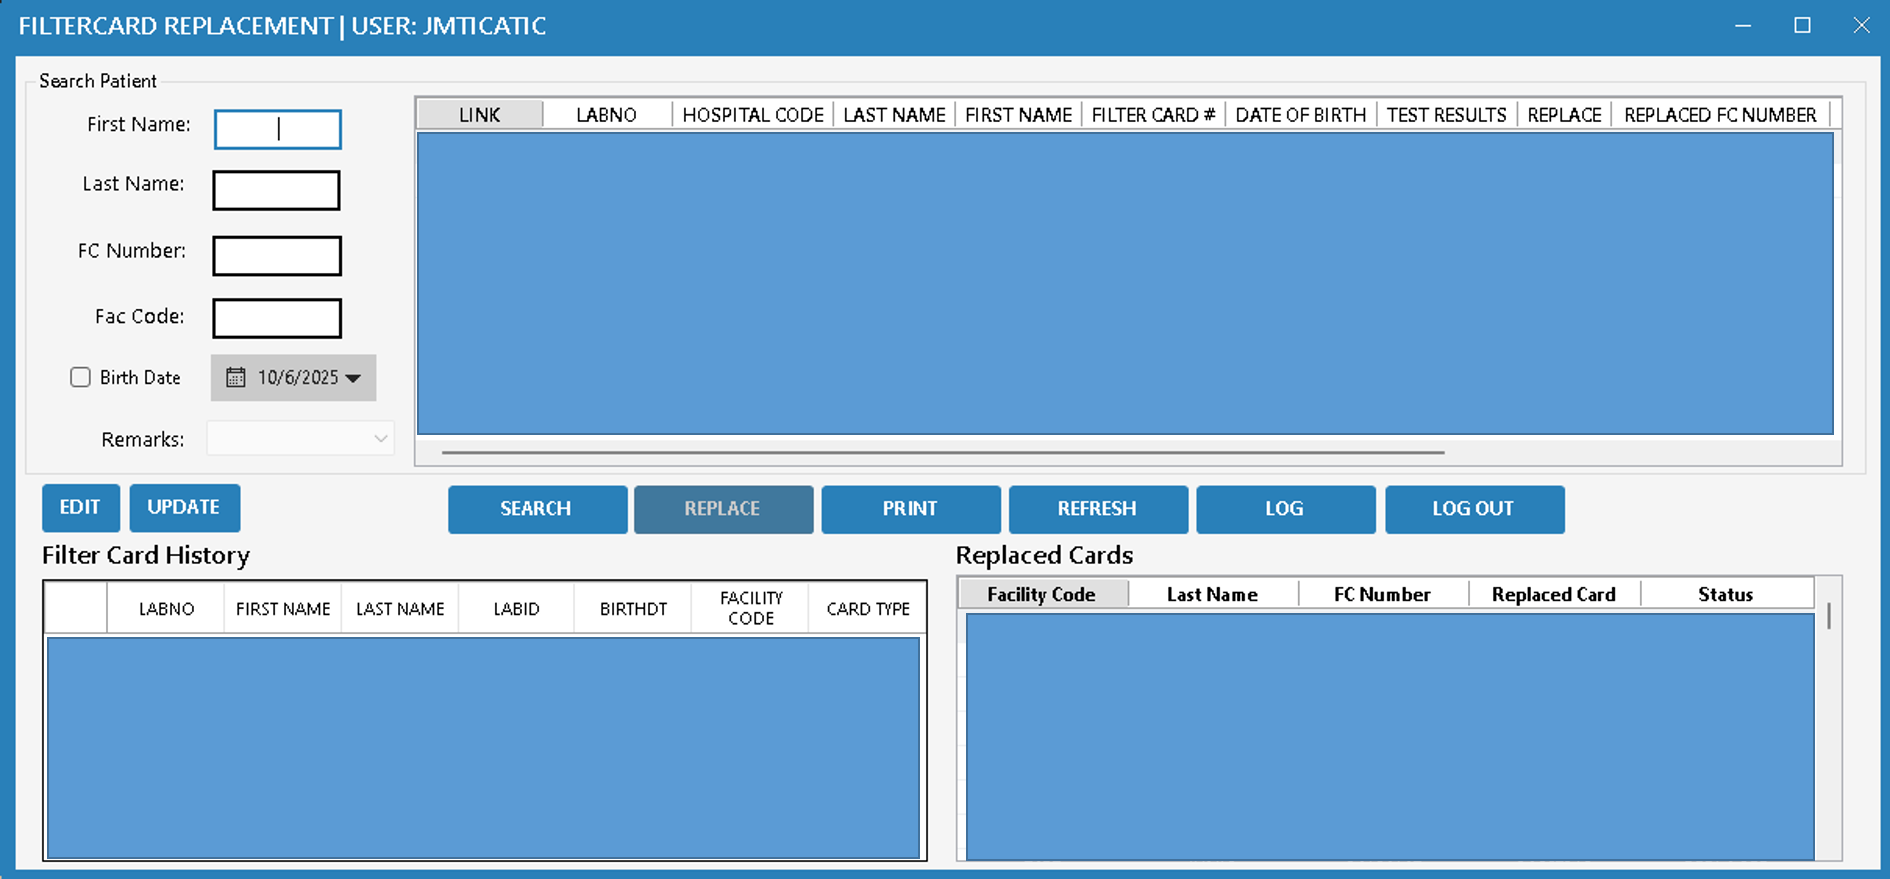 FILTERCARD REPLACEMENT | USER: JMTICATIC
Search Patient
First Name:
Last Name:
FC Number:
Fac Code:
Birth Date 10/6/2025
Remarks:
LINK LABNO HOSPITAL CODE LAST NAME FIRST NAME FILTER CARD # DATE OF BIRTH TEST RESULTS REPLACE REPLACED FC NUMBER
EDIT UPDATE SEARCH REPLACE PRINT REFRESH LOG LOG OUT
Filter Card History
LABNO FIRST NAME LAST NAME LABID BIRTHDT FACILITY CODE CARD TYPE
Replaced Cards
Facility Code Last Name FC Number Replaced Card Status